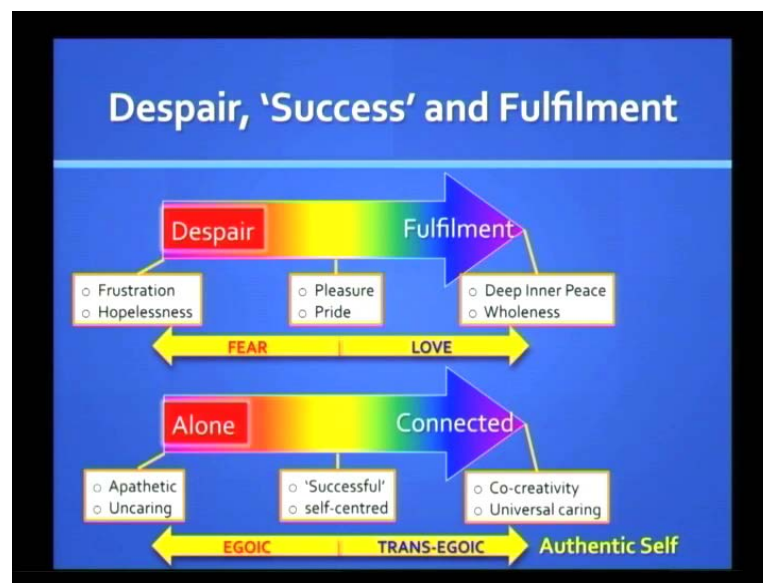 Despair, ‘Success’ and Fulfilment
Despair
Fulfilment
○ Frustration
○ Hopelessness
○ Pleasure
○ Pride
○ Deep Inner Peace
○ Wholeness
FEAR | LOVE
Alone
Connected
○ Apathetic
○ Uncaring
○ ‘Successful’
○ self-centred
○ Co-creativity
○ Universal caring
EGOIC | TRANS-EGOIC
Authentic Self